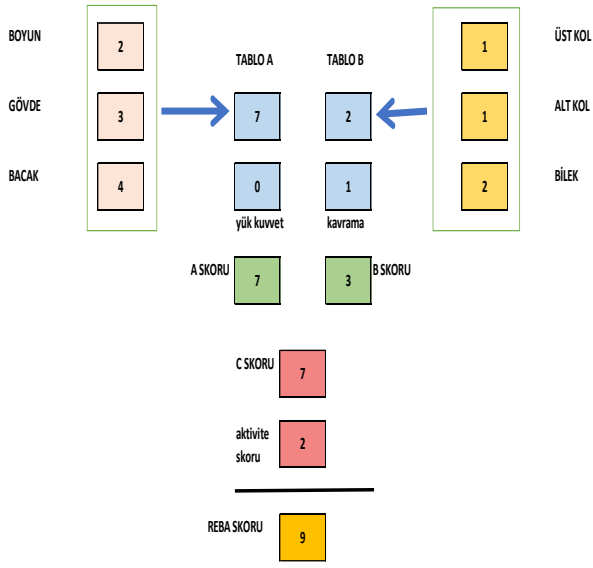 BOYUN
2
TABLO A
TABLO B
1
ÜST KOL
GÖVDE
3
7
2
1
ALT KOL
BACAK
4
0
1
2
BİLEK
yük kuvvet
kavrama
A SKORU
7
3
B SKORU
C SKORU
7
aktivite
skoru
2
REBA SKORU
9